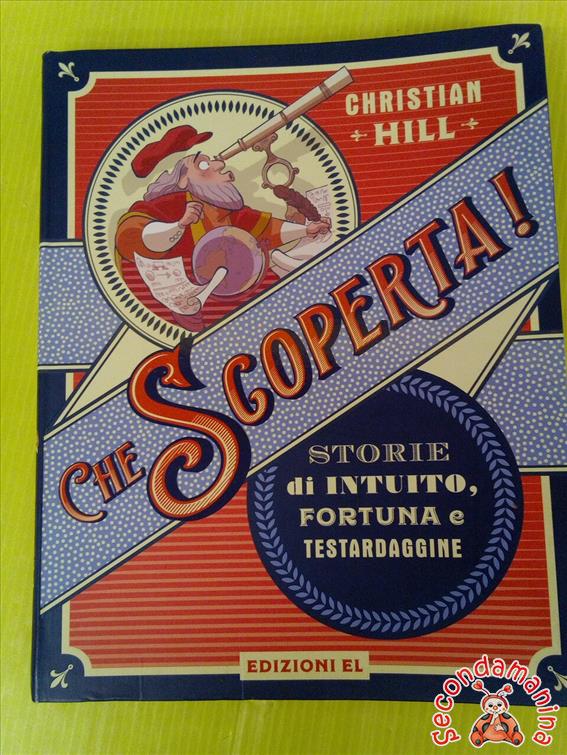 CHRISTIAN
HILL
CHE SCOPERTA!
STORIE
di INTUITO,
FORTUNA e
TESTARDAGGINE
EDIZIONI EL
Secondamanina